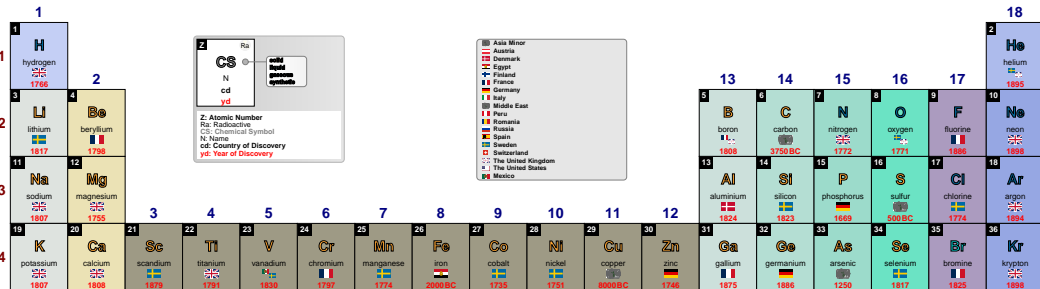 1
18
1
H
hydrogen
1766
2
He
helium
1895
Z
Ra
CS
N
cd
yd
solid
liquid
gaseous
synthetic
Z: Atomic Number
Ra: Radioactive
CS: Chemical Symbol
N: Name
cd: Country of Discovery
yd: Year of Discovery
Asia Minor
Austria
Denmark
Egypt
Finland
France
Germany
Italy
Middle East
Peru
Romania
Russia
Spain
Sweden
Switzerland
The United Kingdom
The United States
Mexico
1
2
13
14
15
16
17
2
3
Li
lithium
1817
4
Be
beryllium
1798
5
B
boron
1808
6
C
carbon
3750BC
7
N
nitrogen
1772
8
O
oxygen
1771
9
F
fluorine
1886
10
Ne
neon
1898
3
11
Na
sodium
1807
12
Mg
magnesium
1755
13
Al
aluminium
1824
14
Si
silicon
1823
15
P
phosphorus
1669
16
S
sulfur
500BC
17
Cl
chlorine
1774
18
Ar
argon
1894
3
4
5
6
7
8
9
10
11
12
4
19
K
potassium
1807
20
Ca
calcium
1808
21
Sc
scandium
1879
22
Ti
titanium
1791
23
V
vanadium
1830
24
Cr
chromium
1797
25
Mn
manganese
1774
26
Fe
iron
2000BC
27
Co
cobalt
1735
28
Ni
nickel
1751
29
Cu
copper
8000BC
30
Zn
zinc
1746
31
Ga
gallium
1875
32
Ge
germanium
1886
33
As
arsenic
1250
34
Se
selenium
1817
35
Br
bromine
1825
36
Kr
krypton
1898